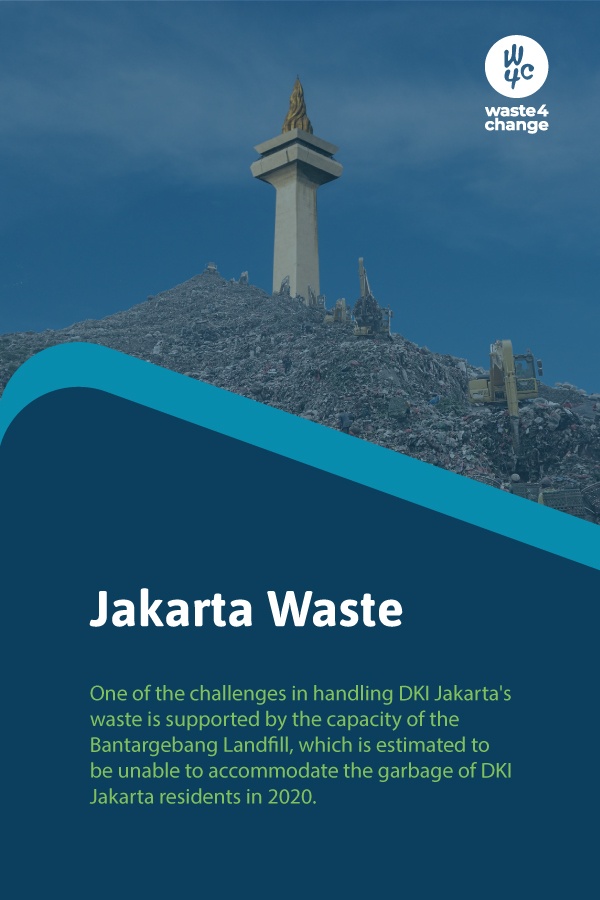 W4C
waste4
change
Jakarta Waste
One of the challenges in handling DKI Jakarta's
waste is supported by the capacity of the
Bantargebang Landfill, which is estimated to
be unable to accommodate the garbage of DKI
Jakarta residents in 2020.